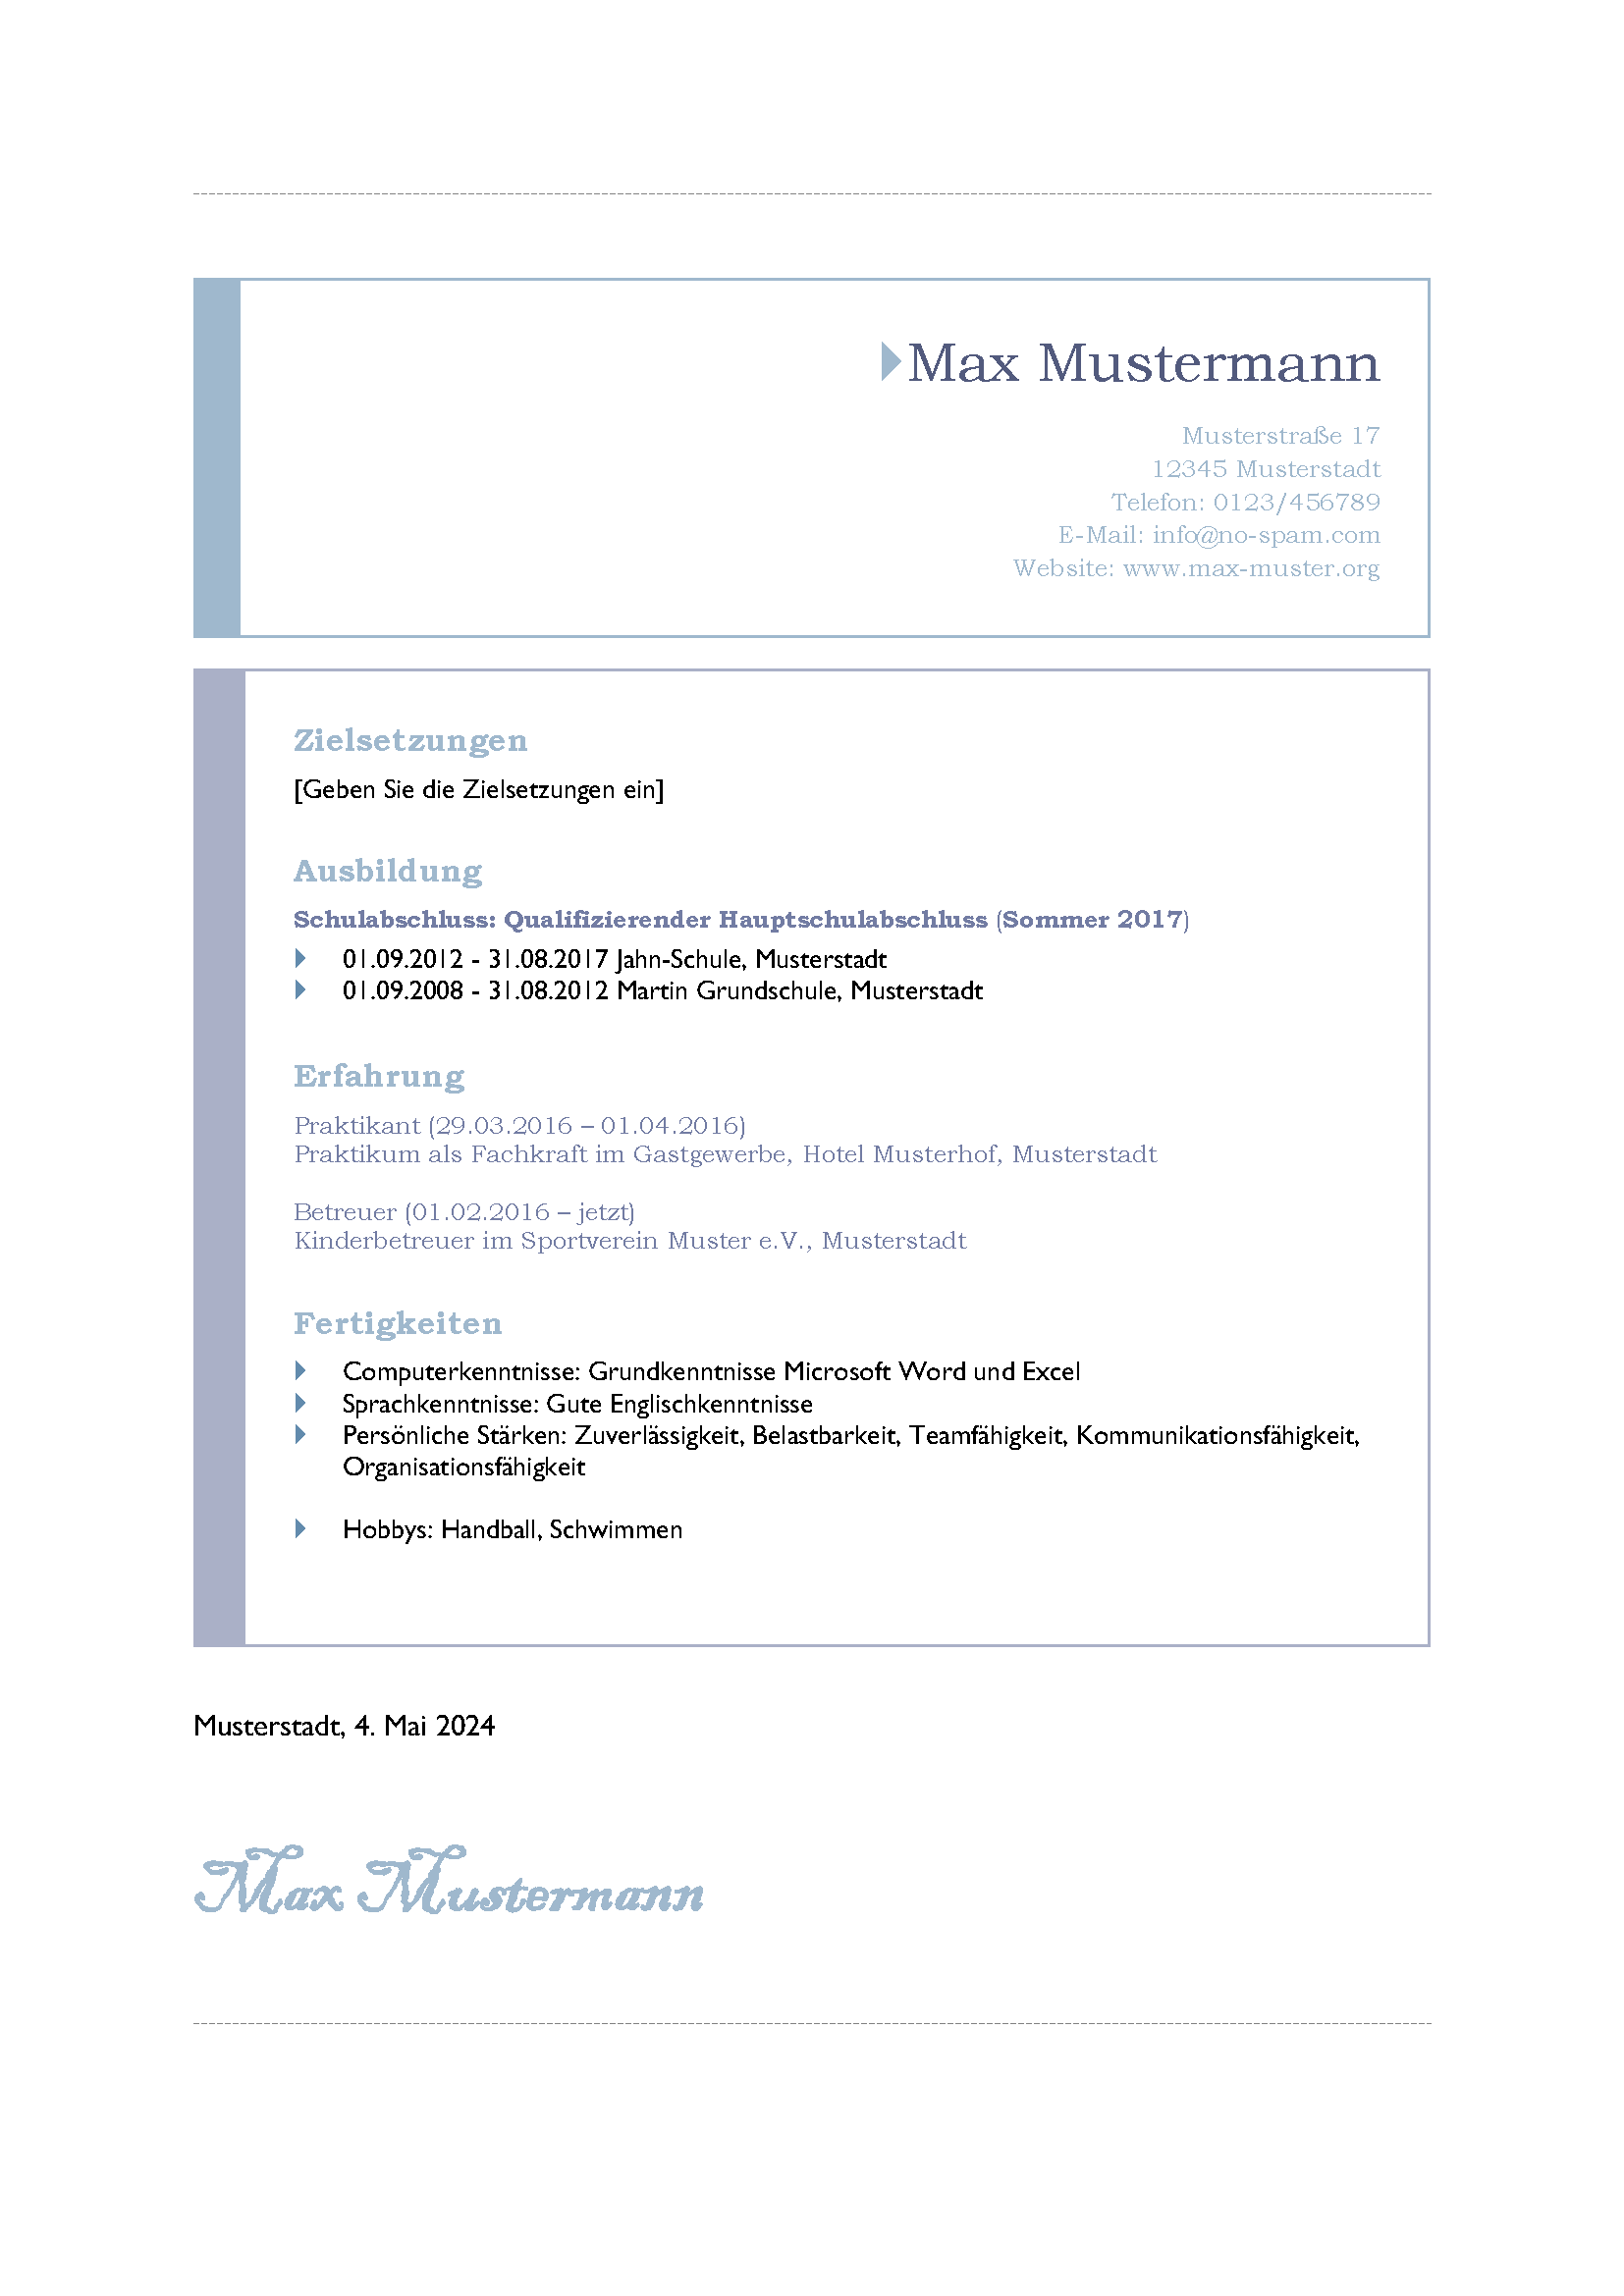 Max Mustermann
Musterstraße 17
12345 Musterstadt
Telefon: 0123/456789
E-Mail: info@no-spam.com
Website: www.max-muster.org
Zielsetzungen
[Geben Sie die Zielsetzungen ein]
Ausbildung
Schulabschluss: Qualifizierender Hauptschulabschluss (Sommer 2017)
01.09.2012 - 31.08.2017 Jahn-Schule, Musterstadt
01.09.2008 - 31.08.2012 Martin Grundschule, Musterstadt
Erfahrung
Praktikant (29.03.2016 – 01.04.2016)
Praktikum als Fachkraft im Gastgewerbe, Hotel Musterhof, Musterstadt
Betreuer (01.02.2016 – jetzt)
Kinderbetreuer im Sportverein Muster e.V., Musterstadt
Fertigkeiten
Computerkenntnisse: Grundkenntnisse Microsoft Word und Excel
Sprachkenntnisse: Gute Englischkenntnisse
Persönliche Stärken: Zuverlässigkeit, Belastbarkeit, Teamfähigkeit, Kommunikationsfähigkeit,
Organisationsfähigkeit
Hobbys: Handball, Schwimmen
Musterstadt, 4. Mai 2024
Max Mustermann